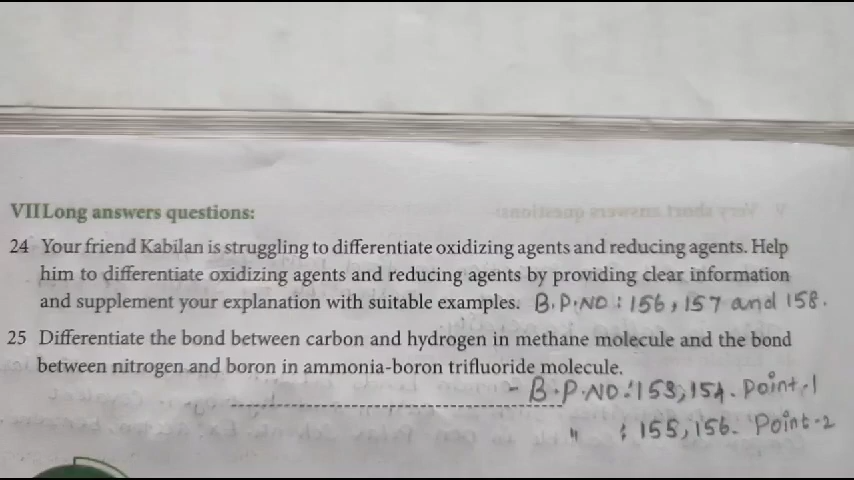 VII Long answers questions:
24 Your friend Kabilan is struggling to differentiate oxidizing agents and reducing agents. Help
him to differentiate oxidizing agents and reducing agents by providing clear information
and supplement your explanation with suitable examples. B.P.NO : 156, 157 and 158.
25 Differentiate the bond between carbon and hydrogen in methane molecule and the bond
between nitrogen and boron in ammonia-boron trifluoride molecule.
- B.P.NO : 153, 154. Point-1
" : 155, 156. Point-2